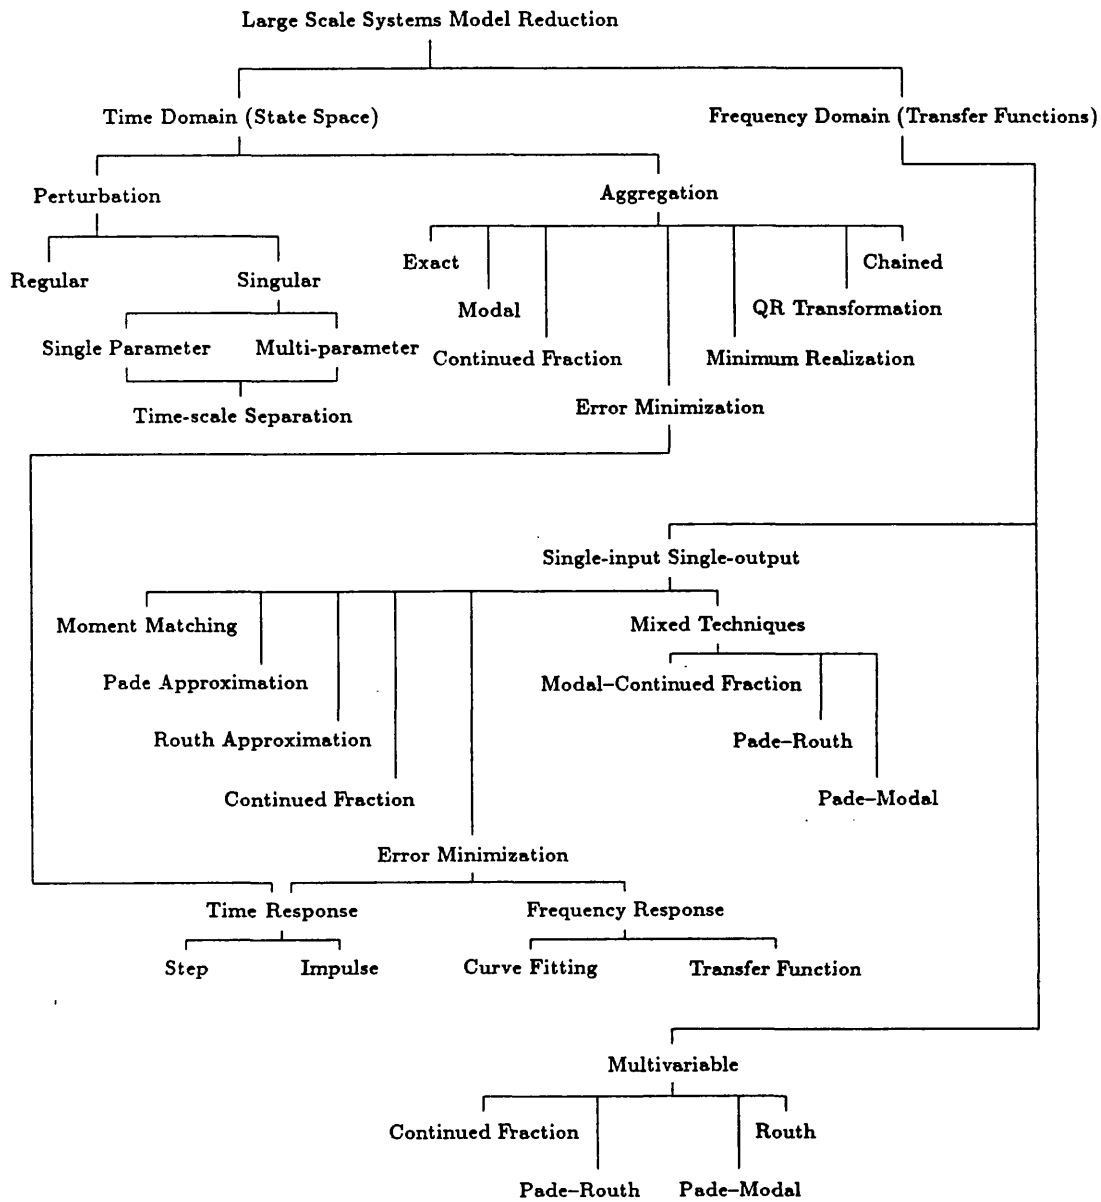 Large Scale Systems Model Reduction
Time Domain (State Space)
Frequency Domain (Transfer Functions)
Perturbation
Aggregation
Regular
Singular
Exact
Chained
Modal
QR Transformation
Single Parameter
Multi-parameter
Continued Fraction
Minimum Realization
Time-scale Separation
Error Minimization
Single-input Single-output
Moment Matching
Mixed Techniques
Pade Approximation
Modal–Continued Fraction
Routh Approximation
Pade–Routh
Continued Fraction
Pade–Modal
Error Minimization
Time Response
Frequency Response
Step
Impulse
Curve Fitting
Transfer Function
Multivariable
Continued Fraction
Routh
Pade–Routh
Pade–Modal